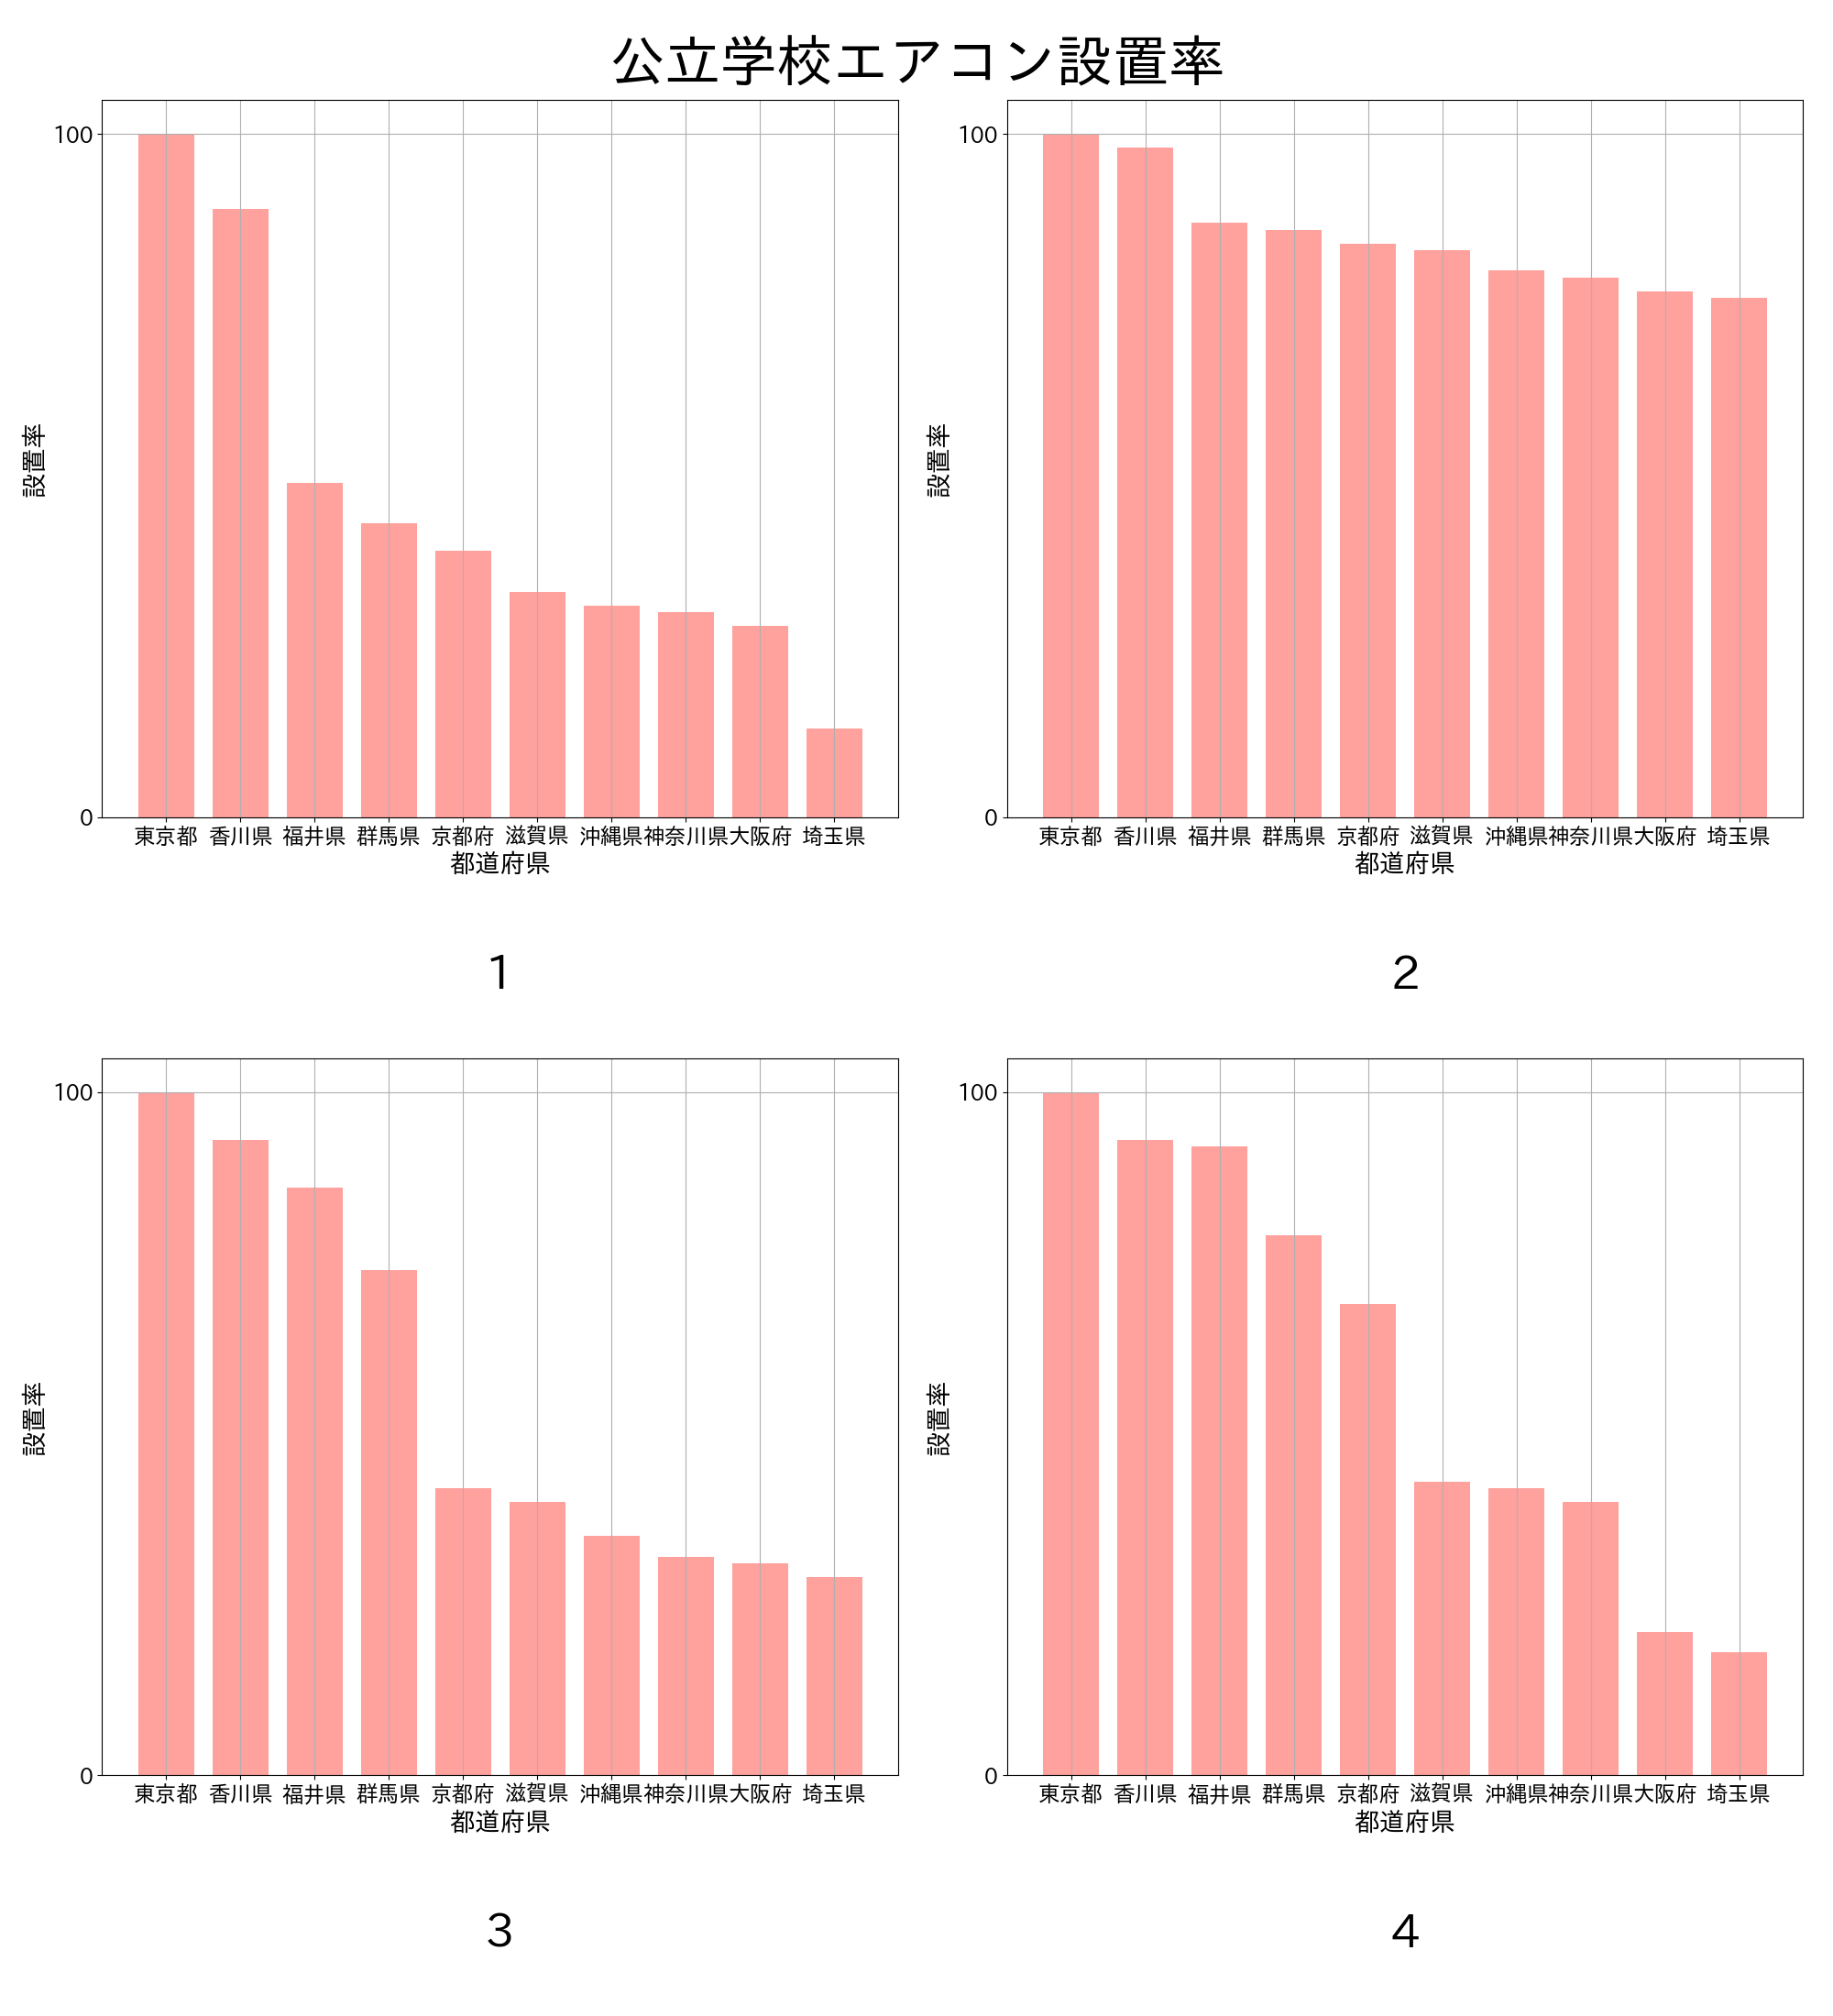 公立学校エアコン設置率
100
0
設置率
東京都 香川県 福井県 群馬県 京都府 滋賀県 沖縄県 神奈川県 大阪府 埼玉県
都道府県
1
100
0
設置率
東京都 香川県 福井県 群馬県 京都府 滋賀県 沖縄県 神奈川県 大阪府 埼玉県
都道府県
2
100
0
設置率
東京都 香川県 福井県 群馬県 京都府 滋賀県 沖縄県 神奈川県 大阪府 埼玉県
都道府県
3
100
0
設置率
東京都 香川県 福井県 群馬県 京都府 滋賀県 沖縄県 神奈川県 大阪府 埼玉県
都道府県
4